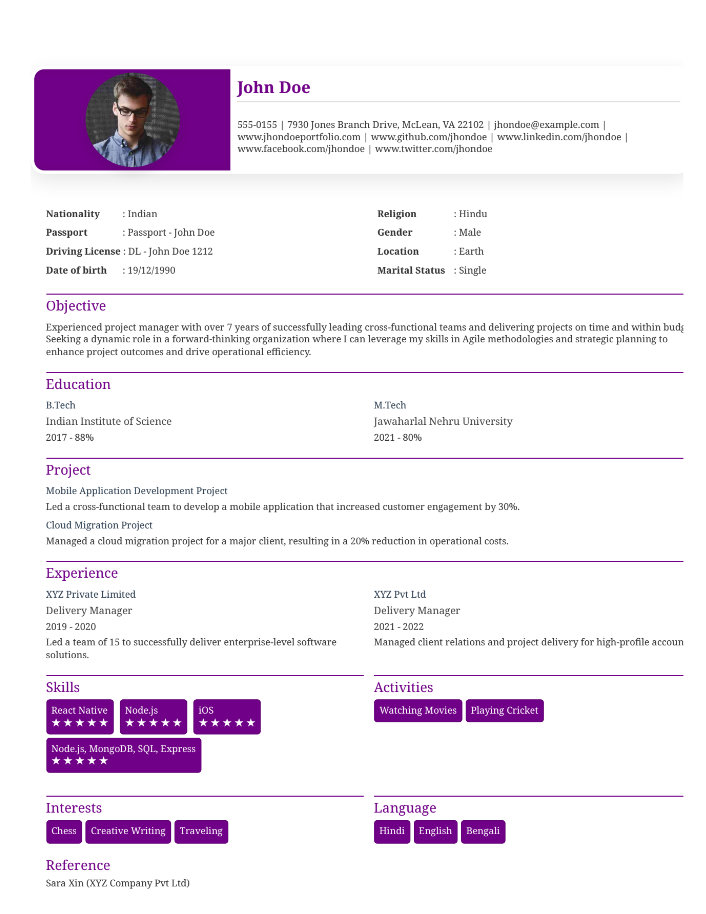 John Doe
555-0155 | 7930 Jones Branch Drive, McLean, VA 22102 | jhondoe@example.com |
www.jhondoeportfolio.com | www.github.com/jhondoe | www.linkedin.com/jhondoe |
www.facebook.com/jhondoe | www.twitter.com/jhondoe
Nationality : Indian
Passport : Passport - John Doe
Driving License : DL - John Doe 1212
Date of birth : 19/12/1990
Religion : Hindu
Gender : Male
Location : Earth
Marital Status : Single
Objective
Experienced project manager with over 7 years of successfully leading cross-functional teams and delivering projects on time and within
Seeking a dynamic role in a forward-thinking organization where I can leverage my skills in Agile methodologies and strategic planning to
enhance project outcomes and drive operational efficiency.
Education
B.Tech
Indian Institute of Science
2017 - 88%
M.Tech
Jawaharlal Nehru University
2021 - 80%
Project
Mobile Application Development Project
Led a cross-functional team to develop a mobile application that increased customer engagement by 30%.
Cloud Migration Project
Managed a cloud migration project for a major client, resulting in a 20% reduction in operational costs.
Experience
XYZ Private Limited
Delivery Manager
2019 - 2020
Led a team of 15 to successfully deliver enterprise-level software
solutions.
XYZ Pvt Ltd
Delivery Manager
2021 - 2022
Managed client relations and project delivery for high-profile accoun
Skills
React Native
★★★★★
Node.js
★★★★★
iOS
★★★★★
Node.js, MongoDB, SQL, Express
★★★★★
Activities
Watching Movies
Playing Cricket
Interests
Chess
Creative Writing
Traveling
Language
Hindi
English
Bengali
Reference
Sara Xin (XYZ Company Pvt Ltd)